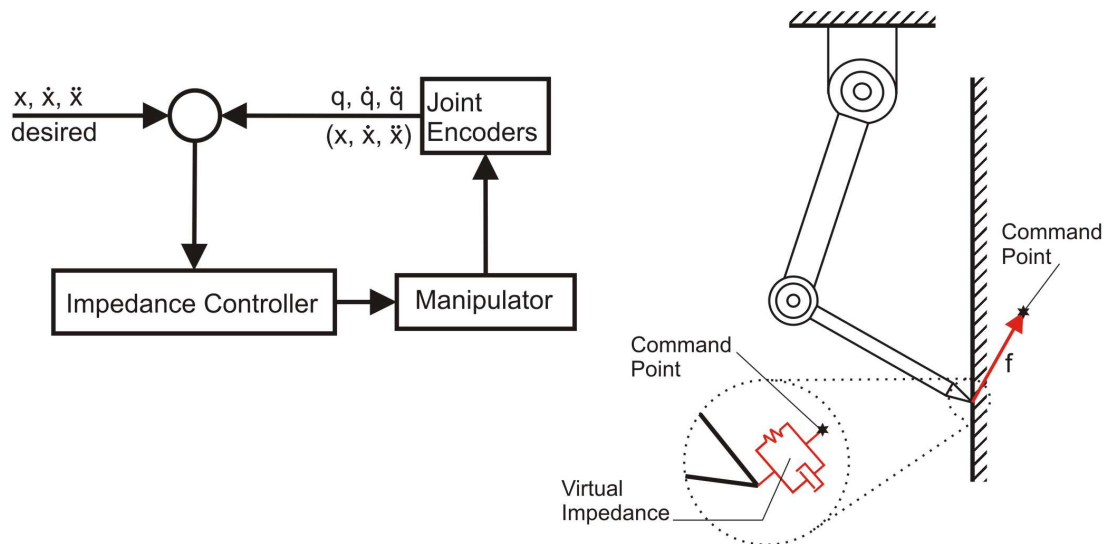 x, ẋ, ẍ
desired
q, q̇, q̈
(x, ẋ, ẍ)
Joint
Encoders
Impedance Controller
Manipulator
Command
Point
f
Command
Point
Virtual
Impedance